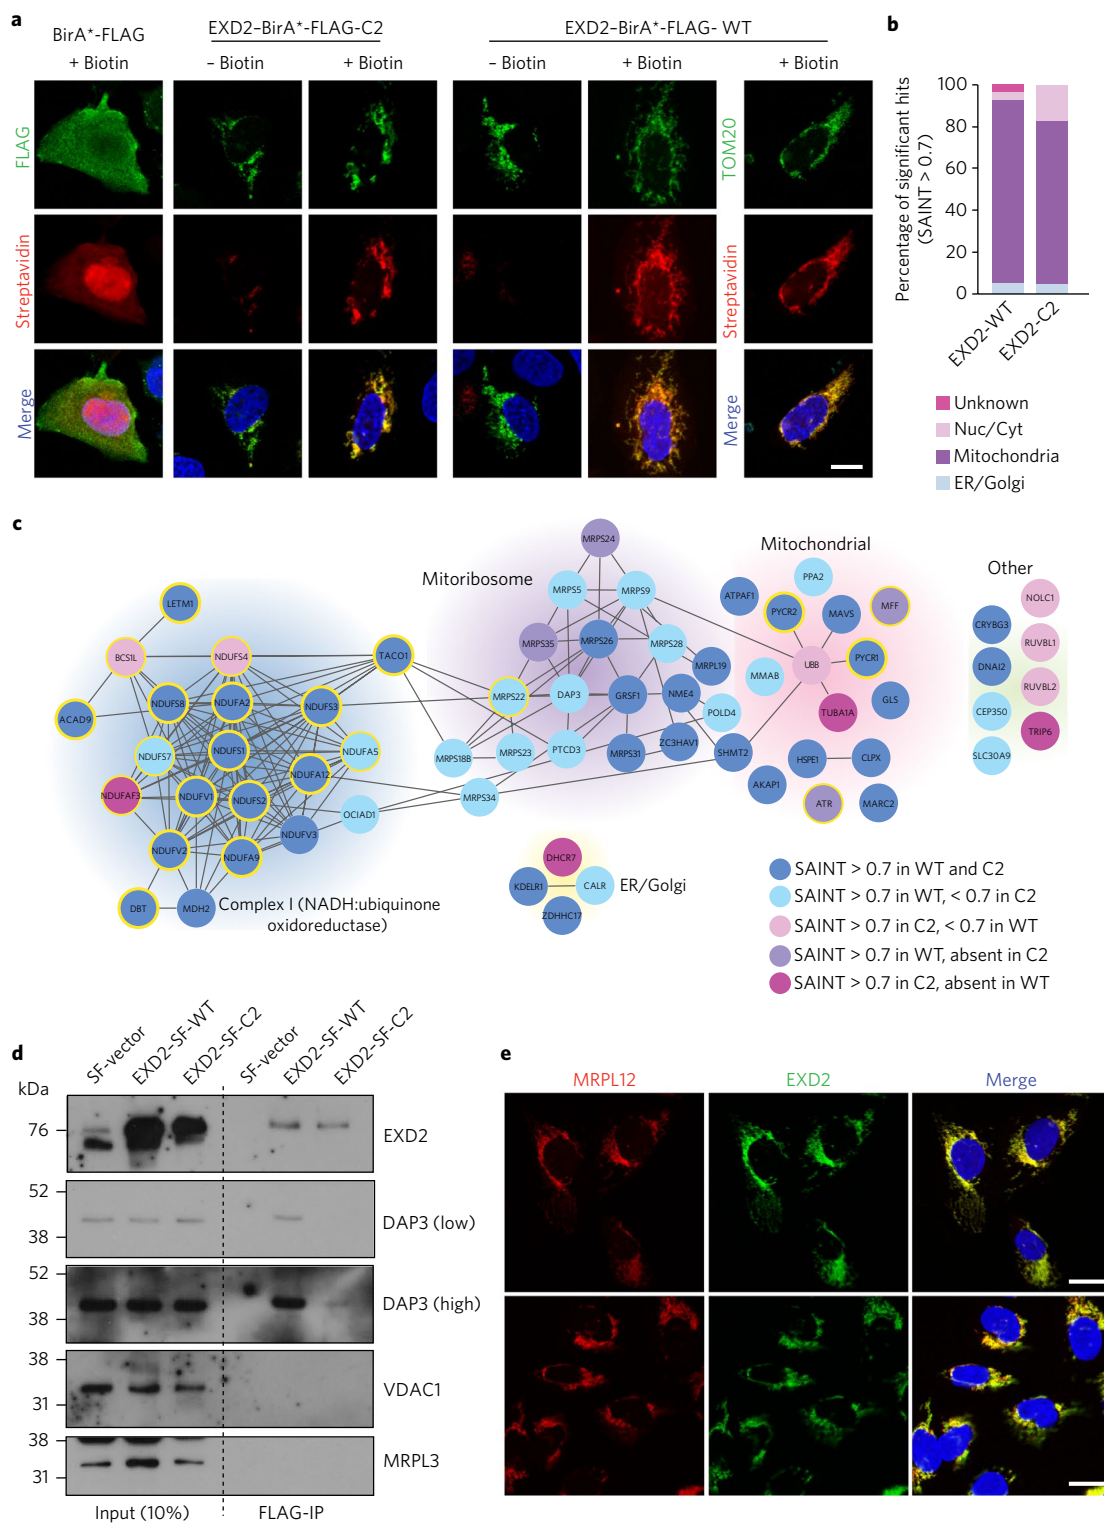 a
BirA*-FLAG
EXD2–BirA*-FLAG-C2
EXD2–BirA*-FLAG- WT
+ Biotin
– Biotin
+ Biotin
– Biotin
+ Biotin
+ Biotin
FLAG
Streptavidin
Merge
TOM20
Streptavidin
Merge
b
Percentage of significant hits
(SAINT > 0.7)
100
80
60
40
20
0
EXD2-WT
EXD2-C2
Unknown
Nuc/Cyt
Mitochondria
ER/Golgi
c
Mitoribosome
Mitochondrial
Other
LETM1
BCS1L
NDUFS4
TACO1
ACAD9
NDUFS8
NDUFA2
NDUFS3
NDUFS7
NDUFS1
NDUFA5
NDUFA12
NDUFAF3
NDUFV1
NDUFS2
OCIAD1
NDUFV3
NDUFV2
NDUFA9
DBT
MDH2
Complex I (NADH:ubiquinone
oxidoreductase)
MRPS24
MRPS5
MRPS9
MRPS35
MRPS26
MRPS28
MRPL19
MRPS22
DAP3
GRSF1
NME4
POLD4
MRPS18B
MRPS23
PTCD3
MRPS31
ZC3HAV1
SHMT2
MRPS34
ATPAF1
PPA2
PYCR2
MAVS
MFF
MMAB
UBB
PYCR1
TUBA1A
GLS
HSPE1
CLPX
AKAP1
ATR
MARC2
NOLC1
CRYBG3
RUVBL1
DNAI2
RUVBL2
CEP350
TRIP6
SLC30A9
DHCR7
KDELR1
CALR
ZDHHC17
ER/Golgi
SAINT > 0.7 in WT and C2
SAINT > 0.7 in WT, < 0.7 in C2
SAINT > 0.7 in C2, < 0.7 in WT
SAINT > 0.7 in WT, absent in C2
SAINT > 0.7 in C2, absent in WT
d
kDa
SF-vector
EXD2-SF-WT
EXD2-SF-C2
SF-vector
EXD2-SF-WT
EXD2-SF-C2
76
EXD2
52
38
DAP3 (low)
52
38
DAP3 (high)
38
31
VDAC1
38
31
MRPL3
Input (10%)
FLAG-IP
e
MRPL12
EXD2
Merge